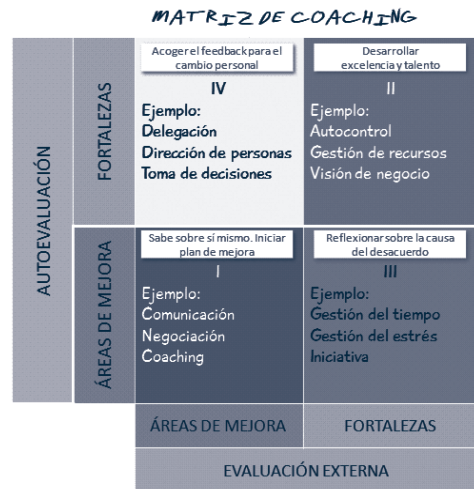 MATRIZ DE COACHING
AUTOEVALUACIÓN
FORTALEZAS
Acoger el feedback para el
cambio personal
IV
Ejemplo:
Delegación
Dirección de personas
Toma de decisiones
Desarrollar
excelencia y talento
II
Ejemplo:
Autocontrol
Gestión de recursos
Visión de negocio
ÁREAS DE MEJORA
Sabe sobre sí mismo. Iniciar
plan de mejora
I
Ejemplo:
Comunicación
Negociación
Coaching
Reflexionar sobre la causa
del desacuerdo
III
Ejemplo:
Gestión del tiempo
Gestión del estrés
Iniciativa
ÁREAS DE MEJORA
FORTALEZAS
EVALUACIÓN EXTERNA